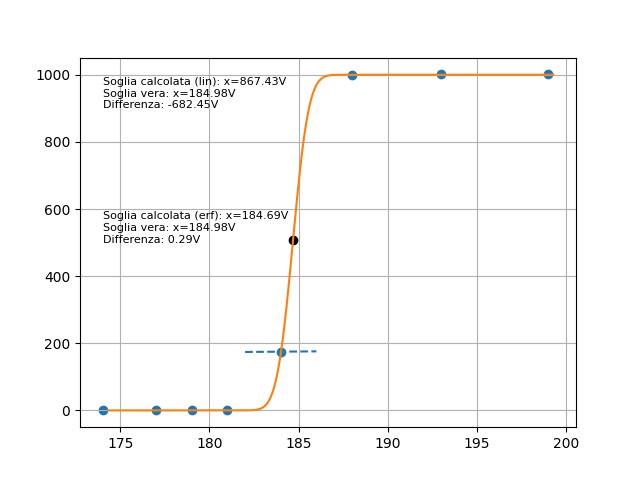 1000
Soglia calcolata (lin): x=867.43V
Soglia vera: x=184.98V
Differenza: -682.45V
800
600
Soglia calcolata (erf): x=184.69V
Soglia vera: x=184.98V
Differenza: 0.29V
400
200
0
175 180 185 190 195 200